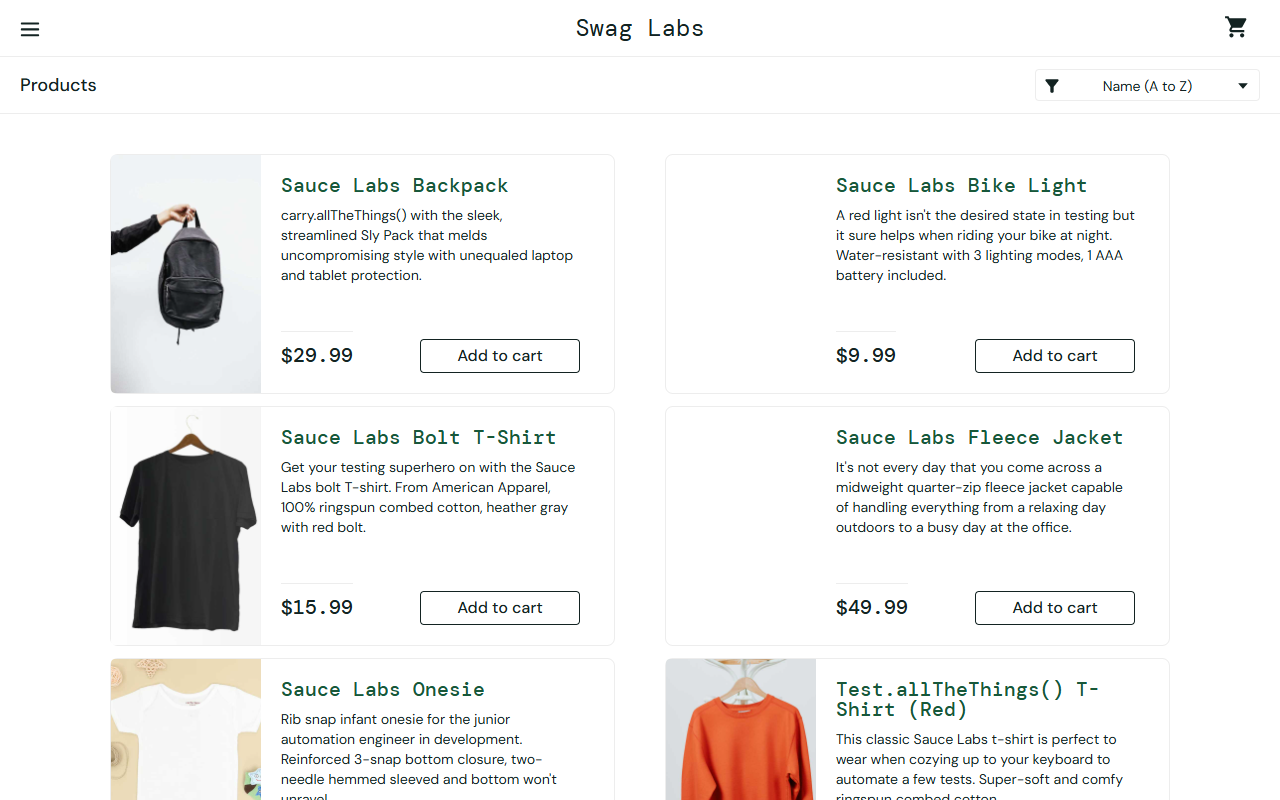 Swag Labs
Products
Name (A to Z)
Sauce Labs Backpack
carry.allTheThings() with the sleek,
streamlined Sly Pack that melds
uncompromising style with unequaled laptop
and tablet protection.
$29.99
Add to cart
Sauce Labs Bike Light
A red light isn't the desired state in testing but
it sure helps when riding your bike at night.
Water-resistant with 3 lighting modes, 1 AAA
battery included.
$9.99
Add to cart
Sauce Labs Bolt T-Shirt
Get your testing superhero on with the Sauce
Labs bolt T-shirt. From American Apparel,
100% ringspun combed cotton, heather gray
with red bolt.
$15.99
Add to cart
Sauce Labs Fleece Jacket
It's not every day that you come across a
midweight quarter-zip fleece jacket capable
of handling everything from a relaxing day
outdoors to a busy day at the office.
$49.99
Add to cart
Sauce Labs Onesie
Rib snap infant onesie for the junior
automation engineer in development.
Reinforced 3-snap bottom closure, two-
needle hemmed sleeved and bottom won't
unravel.
Test.allTheThings() T-
Shirt (Red)
This classic Sauce Labs t-shirt is perfect to
wear when cozying up to your keyboard to
automate a few tests. Super-soft and comfy
ringspun combed cotton.